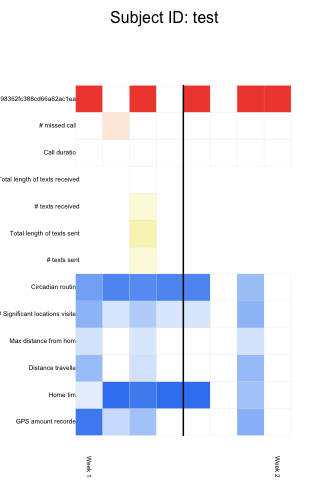 Subject ID: test
98362fc388cd66a62ac1ea
# missed call
Call duratio
Total length of texts received
# texts received
Total length of texts sent
# texts sent
Circadian routin
# Significant locations visite
Max distance from hom
Distance travelle
Home tim
GPS amount recorde
Week 1
Week 2